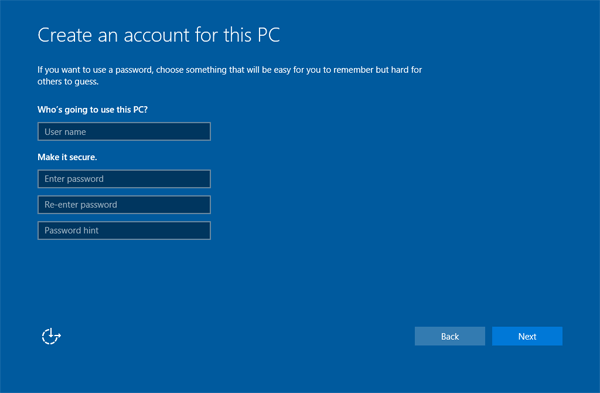 Create an account for this PC
If you want to use a password, choose something that will be easy for you to remember but hard for
others to guess.
Who's going to use this PC?
User name
Make it secure.
Enter password
Re-enter password
Password hint
Back
Next